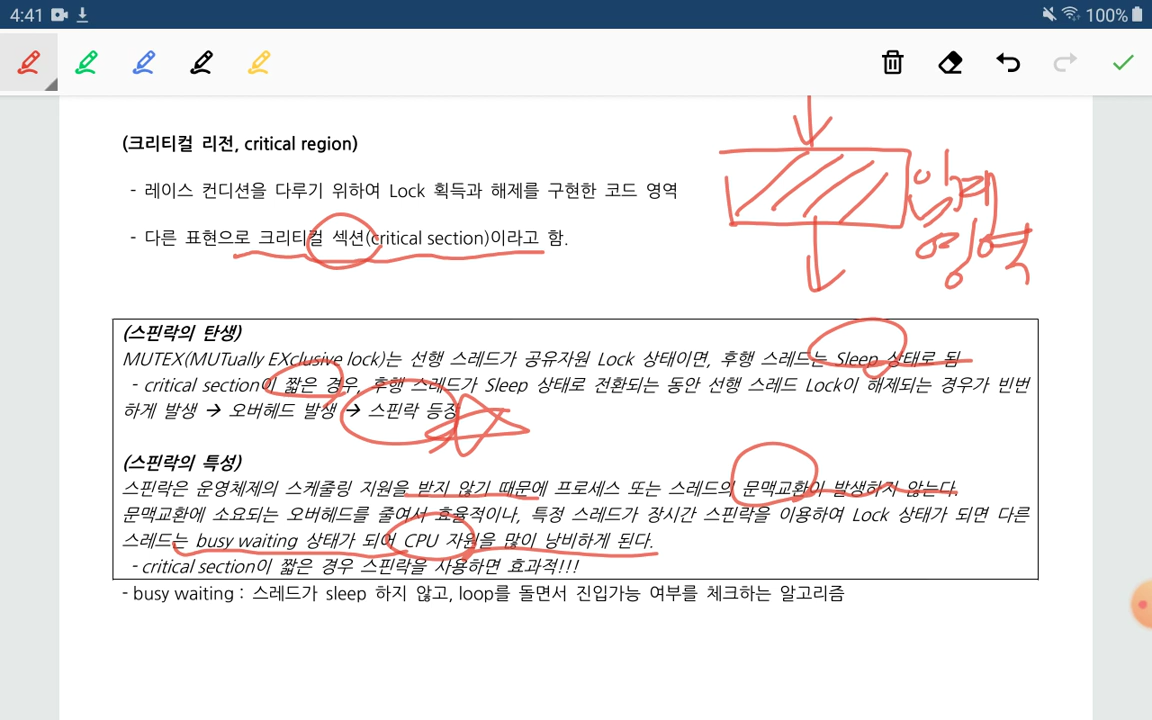 4:41
100%
(크리티컬 리전, critical region)
- 레이스 컨디션을 다루기 위하여 Lock 획득과 해제를 구현한 코드 영역
- 다른 표현으로 크리티컬 섹션(critical section)이라고 함.
임계
영역
(스핀락의 탄생)
MUTEX(MUTually EXclusive lock)는 선행 스레드가 공유자원 Lock 상태이면, 후행 스레드는 Sleep 상태로 됨
- critical section이 짧은 경우, 후행 스레드가 Sleep 상태로 전환되는 동안 선행 스레드 Lock이 해제되는 경우가 빈번
하게 발생 → 오버헤드 발생 → 스핀락 등장
(스핀락의 특성)
스핀락은 운영체제의 스케줄링 지원을 받지 않기 때문에 프로세스 또는 스레드의 문맥교환이 발생하지 않는다.
문맥교환에 소요되는 오버헤드를 줄여서 효율적이나, 특정 스레드가 장시간 스핀락을 이용하여 Lock 상태가 되면 다른
스레드는 busy waiting 상태가 되어 CPU 자원을 많이 낭비하게 된다.
- critical section이 짧은 경우 스핀락을 사용하면 효과적!!!
- busy waiting : 스레드가 sleep 하지 않고, loop를 돌면서 진입가능 여부를 체크하는 알고리즘